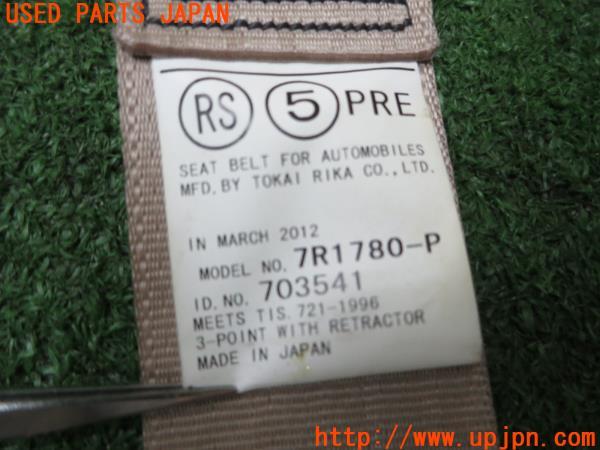 USED PARTS JAPAN
RS 5 PRE
SEAT BELT FOR AUTOMOBILES
MFD. BY TOKAI RIKA CO., LTD.
IN MARCH 2012
MODEL NO. 7R1780-P
ID. NO. 703541
MEETS TIS. 721-1996
3-POINT WITH RETRACTOR
MADE IN JAPAN
https://www.upjpn.com